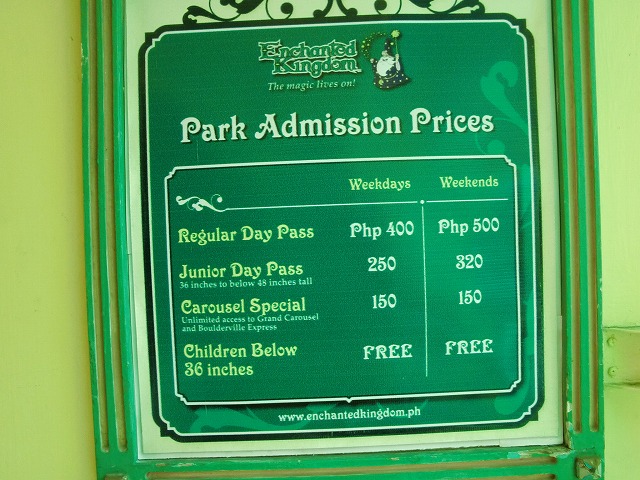 Enchanted
Kingdom
The magic lives on!
Park Admission Prices
Weekdays Weekends
Regular Day Pass Php 400 Php 500
Junior Day Pass 250 320
36 inches to below 48 inches tall
Carousel Special 150 150
Unlimited access to Grand Carousel
and Boulderville Express
Children Below FREE FREE
36 inches
www.enchantedkingdom.ph